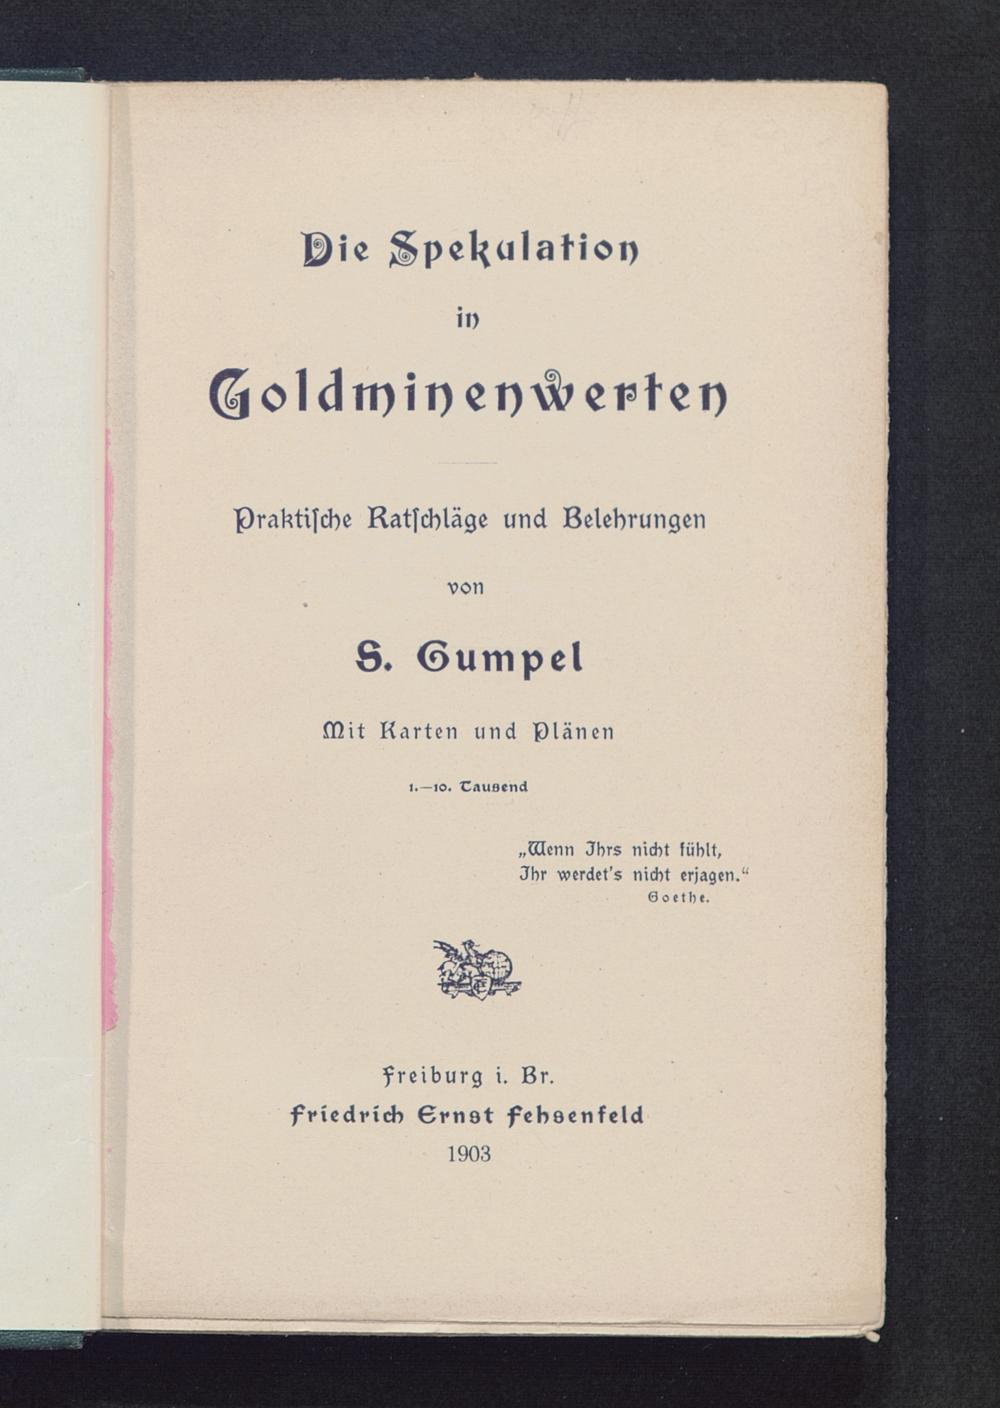 Die Spekulation
in
Goldminenwerten
Praktiſche Ratſchläge und Belehrungen
von
S. Gumpel
Mit Karten und Plänen
1.—10. Tausend
„Wenn Ihrs nicht fühlt,
Ihr werdet's nicht erjagen.“
Goethe.
Freiburg i. Br.
Friedrich Ernst Fehsenfeld
1903